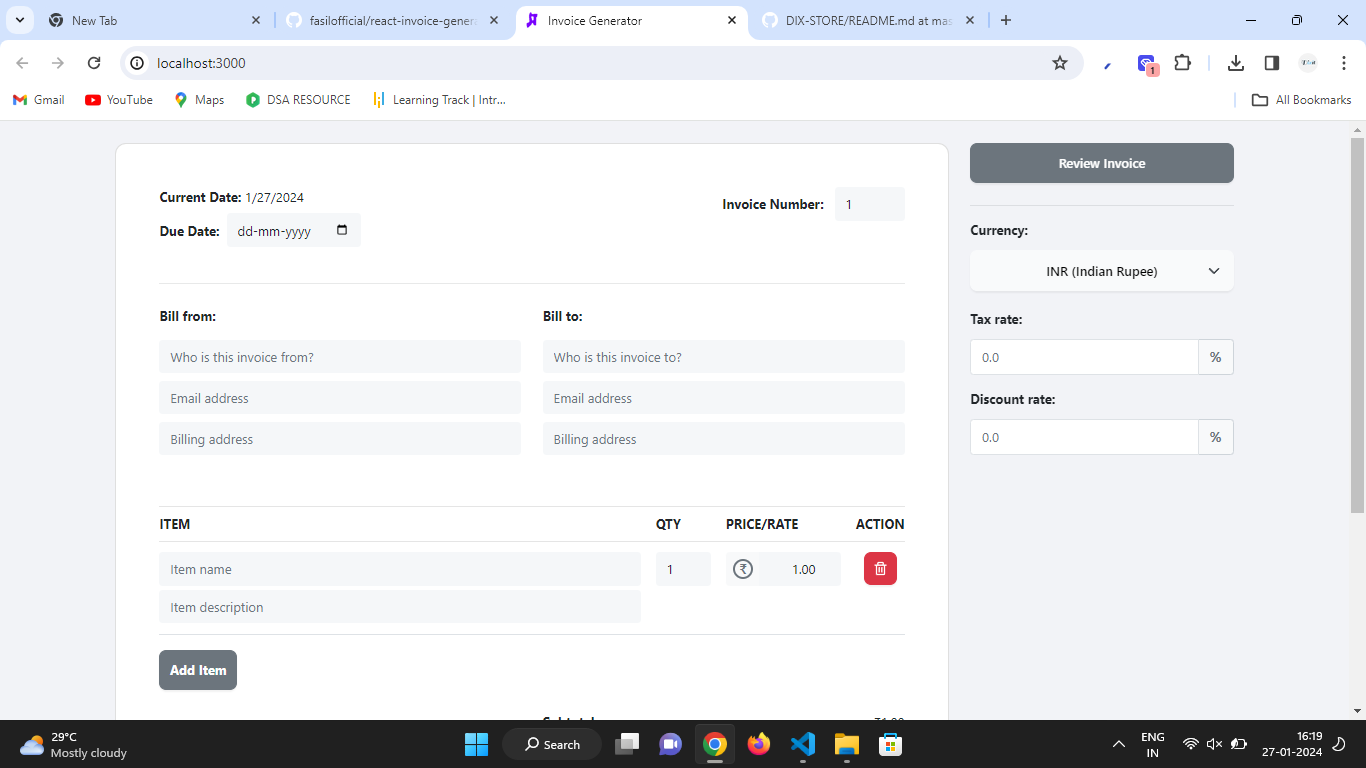 New Tab
fasilofficial/react-invoice-genera
Invoice Generator
DIX-STORE/README.md at mas
localhost:3000
1
Gmail
YouTube
Maps
DSA RESOURCE
Learning Track | Intr...
All Bookmarks
Current Date: 1/27/2024
Invoice Number: 1
Due Date: dd-mm-yyyy
Bill from:
Bill to:
Who is this invoice from?
Who is this invoice to?
Email address
Email address
Billing address
Billing address
ITEM QTY PRICE/RATE ACTION
Item name 1 ₹ 1.00
Item description
Add Item
Review Invoice
Currency:
INR (Indian Rupee)
Tax rate:
0.0 %
Discount rate:
0.0 %
29°C
Mostly cloudy
Search
ENG
IN
16:19
27-01-2024